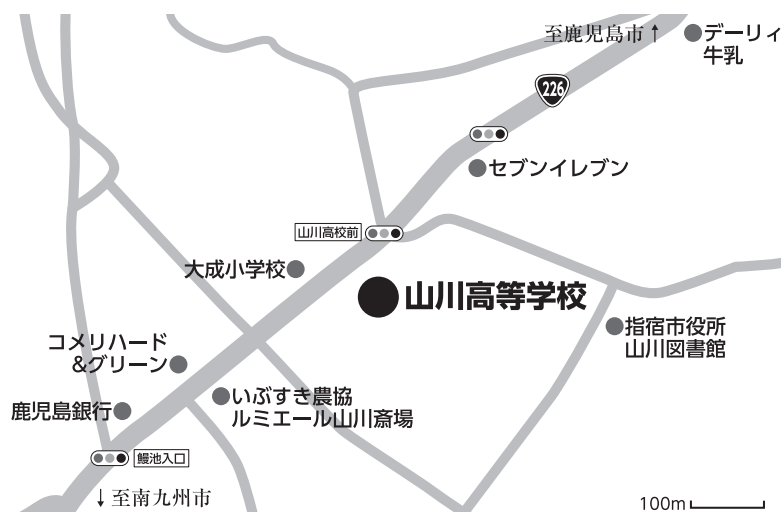 至鹿児島市↑
デーリィ
牛乳
226
セブンイレブン
山川高校前
大成小学校
山川高等学校
指宿市役所
山川図書館
コメリハード
&グリーン
いぶすき農協
ルミエール山川斎場
鹿児島銀行
鰻池入口
↓至南九州市
100m